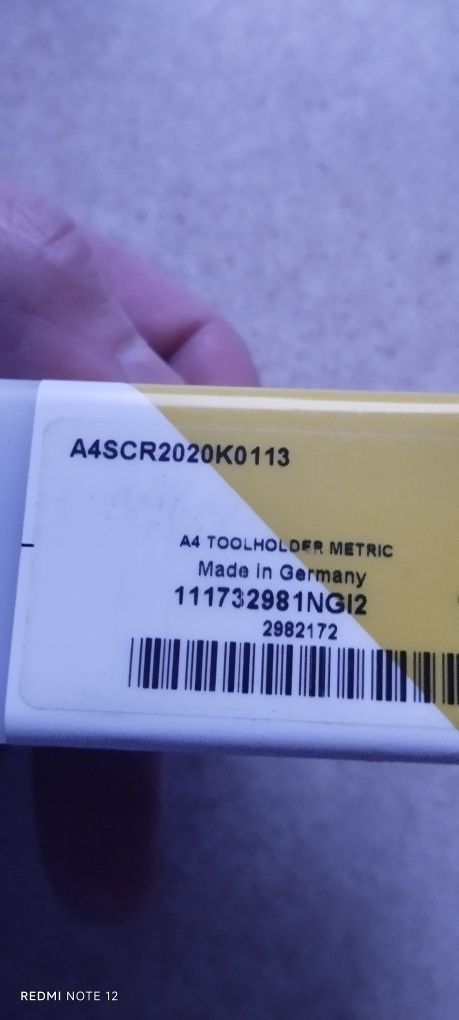 A4SCR2020K0113
A4 TOOLHOLDER METRIC
Made in Germany
111732981NGI2
2982172
REDMI NOTE 12